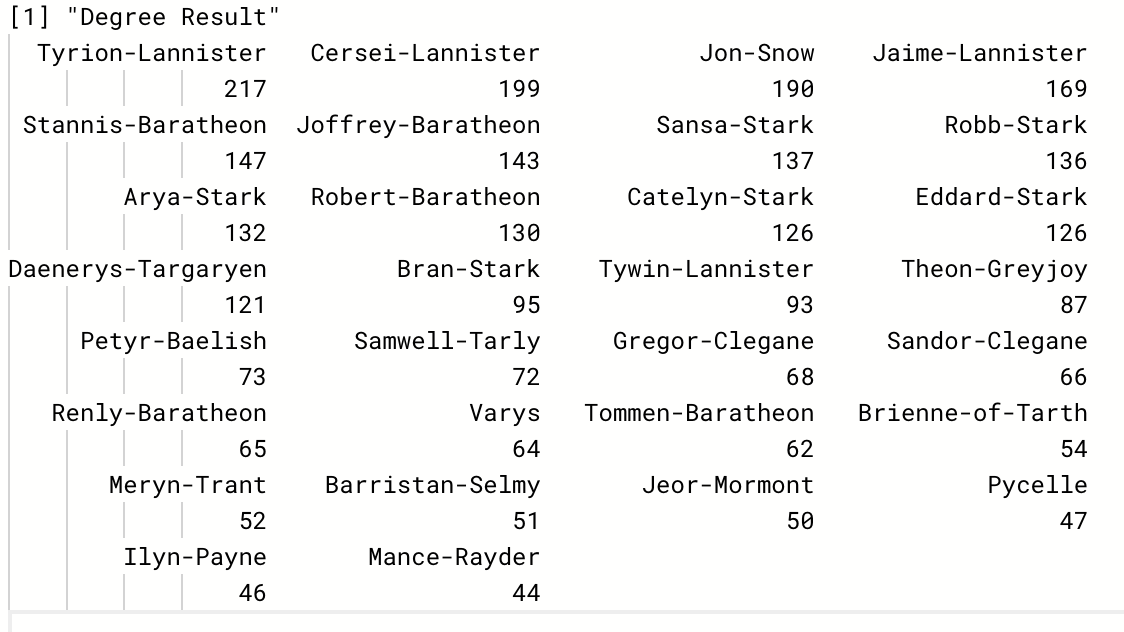 [1] "Degree Result"
Tyrion-Lannister Cersei-Lannister Jon-Snow Jaime-Lannister
217 199 190 169
Stannis-Baratheon Joffrey-Baratheon Sansa-Stark Robb-Stark
147 143 137 136
Arya-Stark Robert-Baratheon Catelyn-Stark Eddard-Stark
132 130 126 126
Daenerys-Targaryen Bran-Stark Tywin-Lannister Theon-Greyjoy
121 95 93 87
Petyr-Baelish Samwell-Tarly Gregor-Clegane Sandor-Clegane
73 72 68 66
Renly-Baratheon Varys Tommen-Baratheon Brienne-of-Tarth
65 64 62 54
Meryn-Trant Barristan-Selmy Jeor-Mormont Pycelle
52 51 50 47
Ilyn-Payne Mance-Rayder
46 44